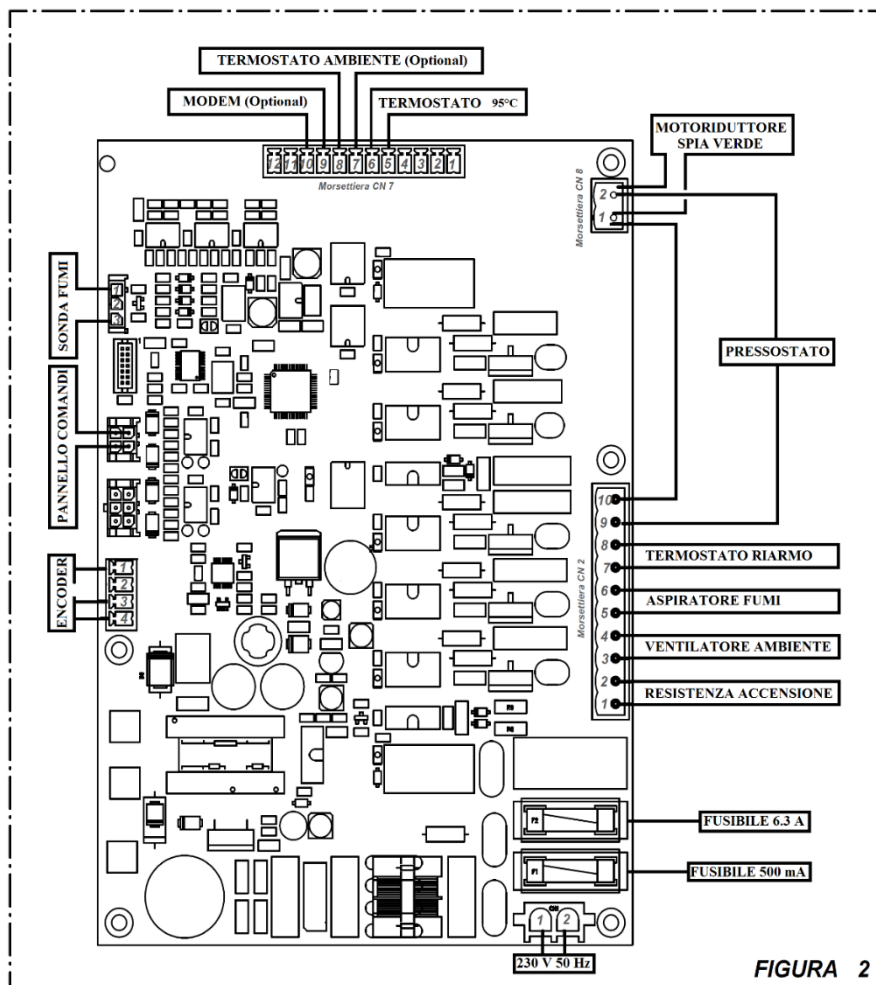 TERMOSTATO AMBIENTE (Optional)
MODEM (Optional)
TERMOSTATO 95°C
MOTORIDUTTORE
SPIA VERDE
12 11 10 9 8 7 6 5 4 3 2 1
Morsettiera CN 7
2
1
Morsettiera CN 8
SONDA FUMI
1
2
3
PRESSOSTATO
PANNELLO COMANDI
ENCODER
1
2
3
4
10
9
8
7
6
5
4
3
2
1
Morsettiera CN 2
TERMOSTATO RIARMO
ASPIRATORE FUMI
VENTILATORE AMBIENTE
RESISTENZA ACCENSIONE
F2
FUSIBILE 6.3 A
F1
FUSIBILE 500 mA
CN1
1 2
230 V 50 Hz
FIGURA 2